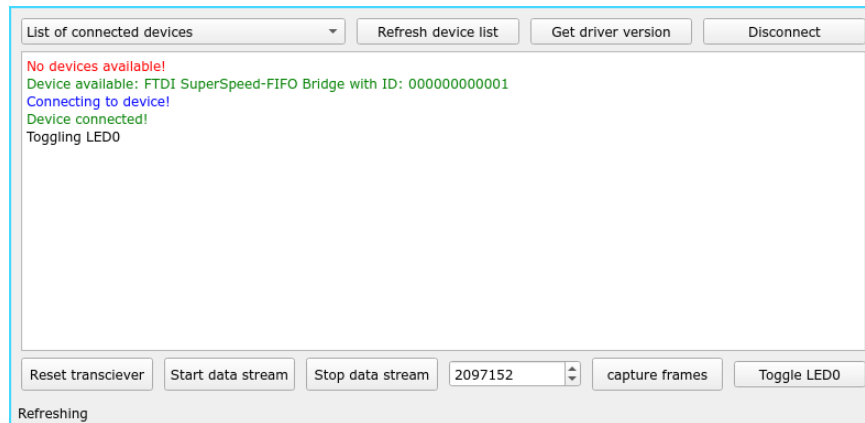 List of connected devices Refresh device list Get driver version Disconnect
No devices available!
Device available: FTDI SuperSpeed-FIFO Bridge with ID: 000000000001
Connecting to device!
Device connected!
Toggling LED0
Reset transciever Start data stream Stop data stream 2097152 capture frames Toggle LED0
Refreshing